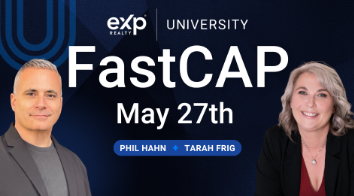 exp REALTY UNIVERSITY
FastCAP
May 27th
PHIL HAHN + TARAH FRIG